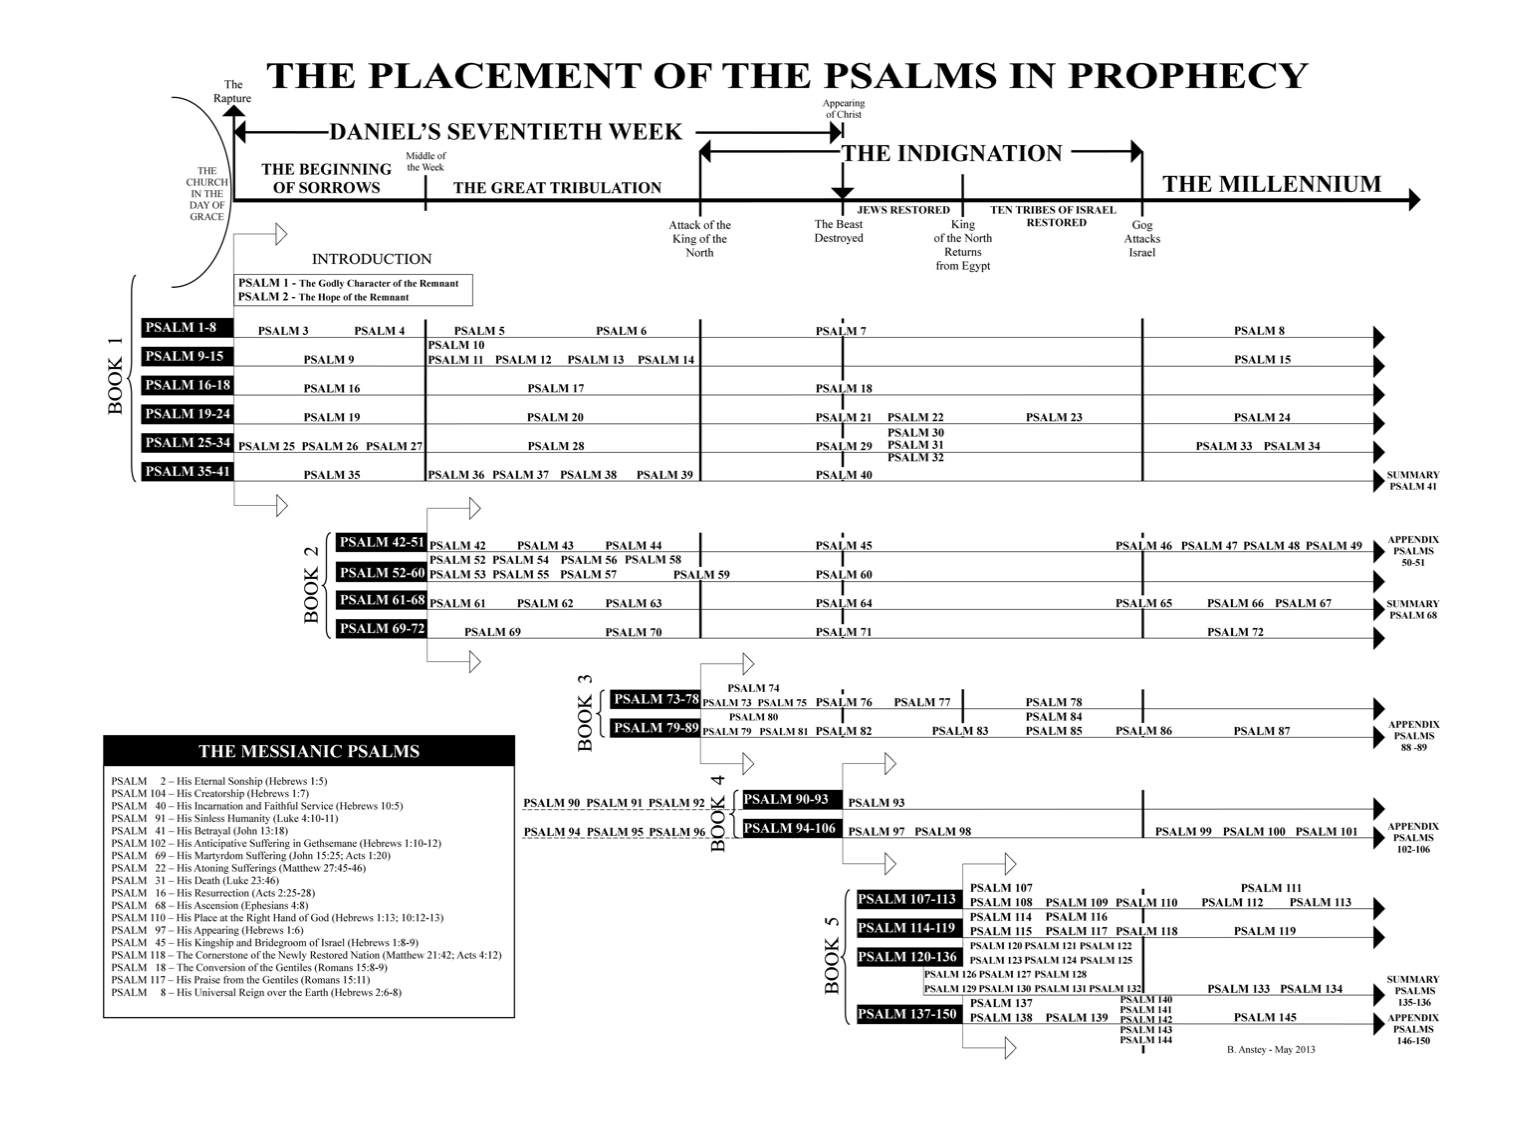 THE PLACEMENT OF THE PSALMS IN PROPHECY
The
Rapture
Appearing
of Christ
DANIEL'S SEVENTIETH WEEK
THE INDIGNATION
THE BEGINNING
OF SORROWS
Middle of
the Week
THE GREAT TRIBULATION
THE MILLENNIUM
THE
CHURCH
IN THE
DAY OF
GRACE
JEWS RESTORED
TEN TRIBES OF ISRAEL
RESTORED
Attack of the
King of the
North
The Beast
Destroyed
King
of the North
Returns
from Egypt
Gog
Attacks
Israel
INTRODUCTION
PSALM 1 - The Godly Character of the Remnant
PSALM 2 - The Hope of the Remnant
BOOK 1
PSALM 1-8 PSALM 3 PSALM 4 PSALM 5 PSALM 6 PSALM 7 PSALM 8
PSALM 10
PSALM 9-15 PSALM 9 PSALM 11 PSALM 12 PSALM 13 PSALM 14 PSALM 15
PSALM 16-18 PSALM 16 PSALM 17 PSALM 18
PSALM 19-24 PSALM 19 PSALM 20 PSALM 21 PSALM 22 PSALM 23 PSALM 24
PSALM 30
PSALM 25-34 PSALM 25 PSALM 26 PSALM 27 PSALM 28 PSALM 29 PSALM 31 PSALM 33 PSALM 34
PSALM 32
PSALM 35-41 PSALM 35 PSALM 36 PSALM 37 PSALM 38 PSALM 39 PSALM 40
SUMMARY
PSALM 41
BOOK 2
PSALM 42-51 PSALM 42 PSALM 43 PSALM 44 PSALM 45 PSALM 46 PSALM 47 PSALM 48 PSALM 49
APPENDIX
PSALMS
50-51
PSALM 52 PSALM 54 PSALM 56 PSALM 58
PSALM 52-60 PSALM 53 PSALM 55 PSALM 57 PSALM 59 PSALM 60
PSALM 61-68 PSALM 61 PSALM 62 PSALM 63 PSALM 64 PSALM 65 PSALM 66 PSALM 67
SUMMARY
PSALM 68
PSALM 69-72 PSALM 69 PSALM 70 PSALM 71 PSALM 72
BOOK 3
PSALM 74
PSALM 73-78 PSALM 73 PSALM 75 PSALM 76 PSALM 77 PSALM 78
PSALM 80 PSALM 84
PSALM 79-89 PSALM 79 PSALM 81 PSALM 82 PSALM 83 PSALM 85 PSALM 86 PSALM 87
APPENDIX
PSALMS
88 -89
BOOK 4
PSALM 90 PSALM 91 PSALM 92 PSALM 90-93 PSALM 93
PSALM 94 PSALM 95 PSALM 96 PSALM 94-106 PSALM 97 PSALM 98 PSALM 99 PSALM 100 PSALM 101
APPENDIX
PSALMS
102-106
BOOK 5
PSALM 107 PSALM 111
PSALM 107-113 PSALM 108 PSALM 109 PSALM 110 PSALM 112 PSALM 113
PSALM 114 PSALM 116
PSALM 114-119 PSALM 115 PSALM 117 PSALM 118 PSALM 119
PSALM 120 PSALM 121 PSALM 122
PSALM 120-136 PSALM 123 PSALM 124 PSALM 125
PSALM 126 PSALM 127 PSALM 128
PSALM 129 PSALM 130 PSALM 131 PSALM 132 PSALM 133 PSALM 134
SUMMARY
PSALMS
135-136
PSALM 137 PSALM 140
PSALM 141
PSALM 137-150 PSALM 138 PSALM 139 PSALM 142 PSALM 145
PSALM 143
PSALM 144
APPENDIX
PSALMS
146-150
THE MESSIANIC PSALMS
PSALM 2 – His Eternal Sonship (Hebrews 1:5)
PSALM 104 – His Creatorship (Hebrews 1:7)
PSALM 40 – His Incarnation and Faithful Service (Hebrews 10:5)
PSALM 91 – His Sinless Humanity (Luke 4:10-11)
PSALM 41 – His Betrayal (John 13:18)
PSALM 102 – His Anticipative Suffering in Gethsemane (Hebrews 1:10-12)
PSALM 69 – His Martyrdom Suffering (John 15:25; Acts 1:20)
PSALM 22 – His Atoning Sufferings (Matthew 27:45-46)
PSALM 31 – His Death (Luke 23:46)
PSALM 16 – His Resurrection (Acts 2:25-28)
PSALM 68 – His Ascension (Ephesians 4:8)
PSALM 110 – His Place at the Right Hand of God (Hebrews 1:13; 10:12-13)
PSALM 97 – His Appearing (Hebrews 1:6)
PSALM 45 – His Kingship and Bridegroom of Israel (Hebrews 1:8-9)
PSALM 118 – The Cornerstone of the Newly Restored Nation (Matthew 21:42; Acts 4:12)
PSALM 18 – The Conversion of the Gentiles (Romans 15:8-9)
PSALM 117 – His Praise from the Gentiles (Romans 15:11)
PSALM 8 – His Universal Reign over the Earth (Hebrews 2:6-8)
B. Anstey - May 2013